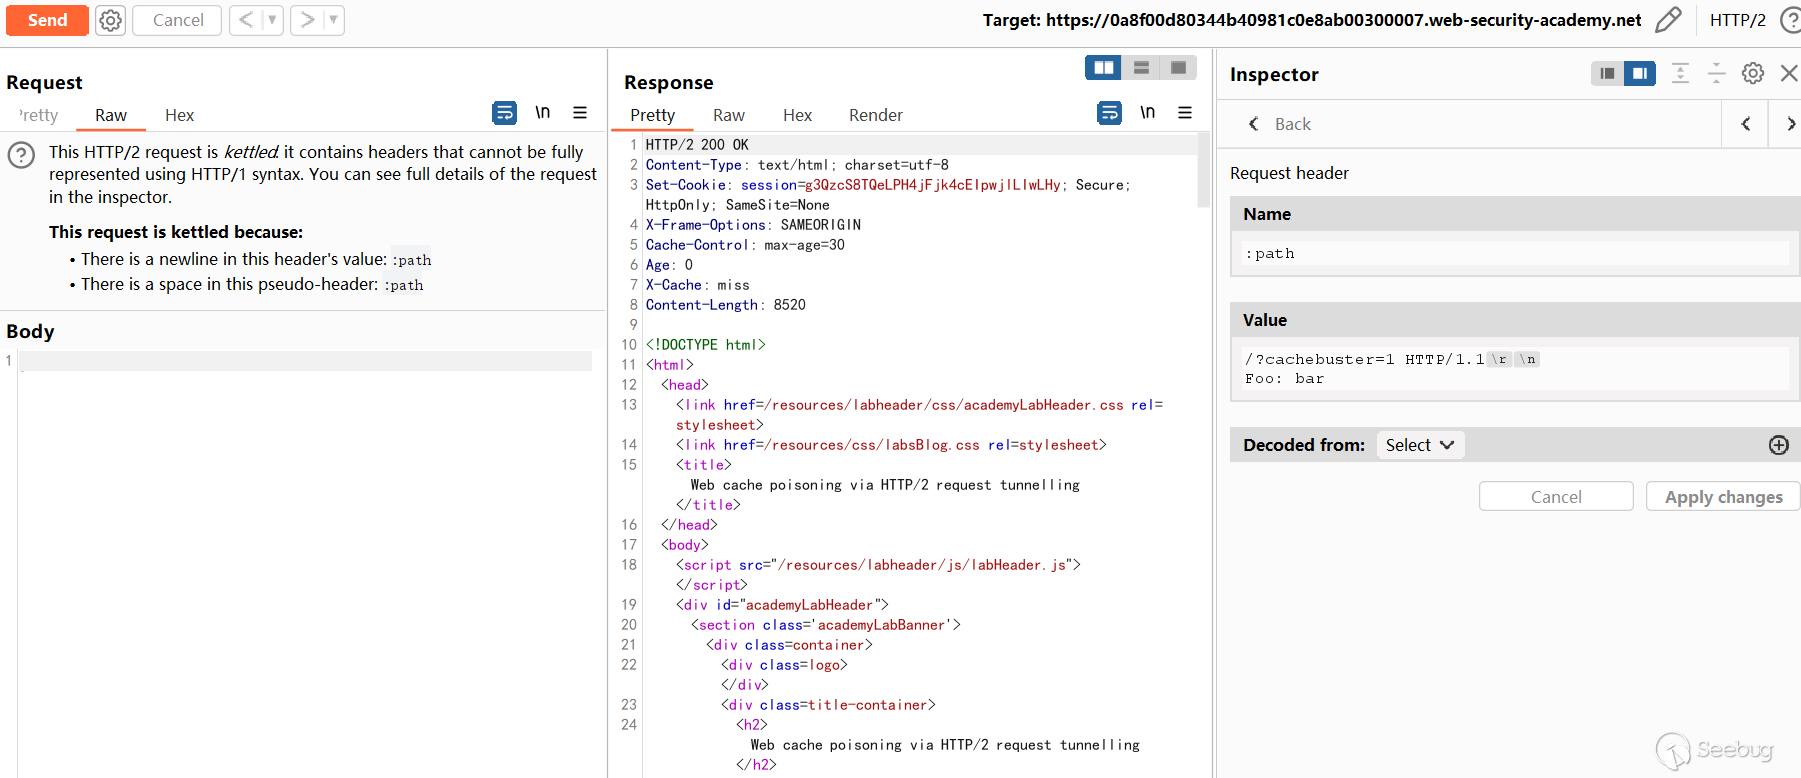 Send
Cancel
Target: https://0a8f00d80344b40981c0e8ab00300007.web-security-academy.net
HTTP/2
Request
Pretty
Raw
Hex
\n
This HTTP/2 request is kettled: it contains headers that cannot be fully
represented using HTTP/1 syntax. You can see full details of the request
in the inspector.
This request is kettled because:
• There is a newline in this header's value: :path
• There is a space in this pseudo-header: :path
Body
1
Response
Pretty
Raw
Hex
Render
\n
1 HTTP/2 200 OK
2 Content-Type: text/html; charset=utf-8
3 Set-Cookie: session=g3QzcS8TQeLPH4jFjk4cEIpwjlLIwLHy; Secure;
HttpOnly; SameSite=None
4 X-Frame-Options: SAMEORIGIN
5 Cache-Control: max-age=30
6 Age: 0
7 X-Cache: miss
8 Content-Length: 8520
9
10 <!DOCTYPE html>
11 <html>
12 <head>
13 <link href=/resources/labheader/css/academyLabHeader.css rel=
stylesheet>
14 <link href=/resources/css/labsBlog.css rel=stylesheet>
15 <title>
Web cache poisoning via HTTP/2 request tunnelling
</title>
16 </head>
17 <body>
18 <script src="/resources/labheader/js/labHeader.js">
</script>
19 <div id="academyLabHeader">
20 <section class='academyLabBanner'>
21 <div class=container>
22 <div class=logo>
</div>
23 <div class=title-container>
24 <h2>
Web cache poisoning via HTTP/2 request tunnelling
</h2>
Inspector
Back
Request header
Name
:path
Value
/?cachebuster=1 HTTP/1.1\r \n
Foo: bar
Decoded from: Select
Cancel
Apply changes
Seebug